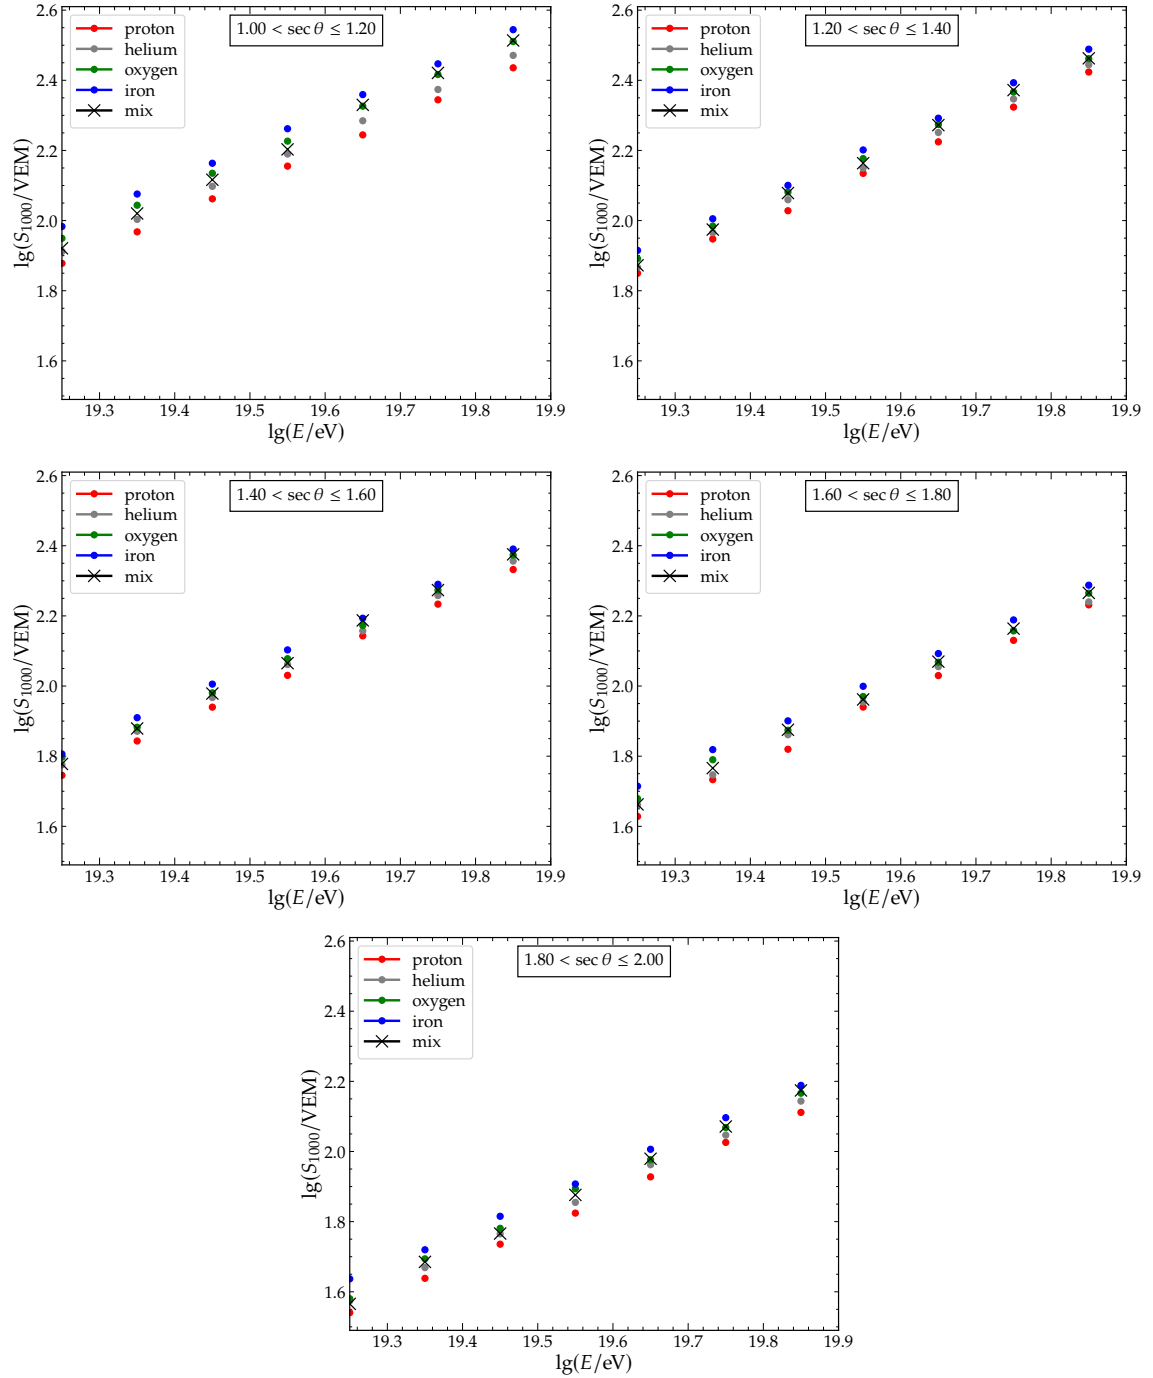 proton
helium
oxygen
iron
mix
1.00 < sec θ ≤ 1.20
lg(S1000/VEM)
2.6
2.4
2.2
2.0
1.8
1.6
19.3 19.4 19.5 19.6 19.7 19.8 19.9
lg(E/eV)
proton
helium
oxygen
iron
mix
1.20 < sec θ ≤ 1.40
lg(S1000/VEM)
2.6
2.4
2.2
2.0
1.8
1.6
19.3 19.4 19.5 19.6 19.7 19.8 19.9
lg(E/eV)
proton
helium
oxygen
iron
mix
1.40 < sec θ ≤ 1.60
lg(S1000/VEM)
2.6
2.4
2.2
2.0
1.8
1.6
19.3 19.4 19.5 19.6 19.7 19.8 19.9
lg(E/eV)
proton
helium
oxygen
iron
mix
1.60 < sec θ ≤ 1.80
lg(S1000/VEM)
2.6
2.4
2.2
2.0
1.8
1.6
19.3 19.4 19.5 19.6 19.7 19.8 19.9
lg(E/eV)
proton
helium
oxygen
iron
mix
1.80 < sec θ ≤ 2.00
lg(S1000/VEM)
2.6
2.4
2.2
2.0
1.8
1.6
19.3 19.4 19.5 19.6 19.7 19.8 19.9
lg(E/eV)